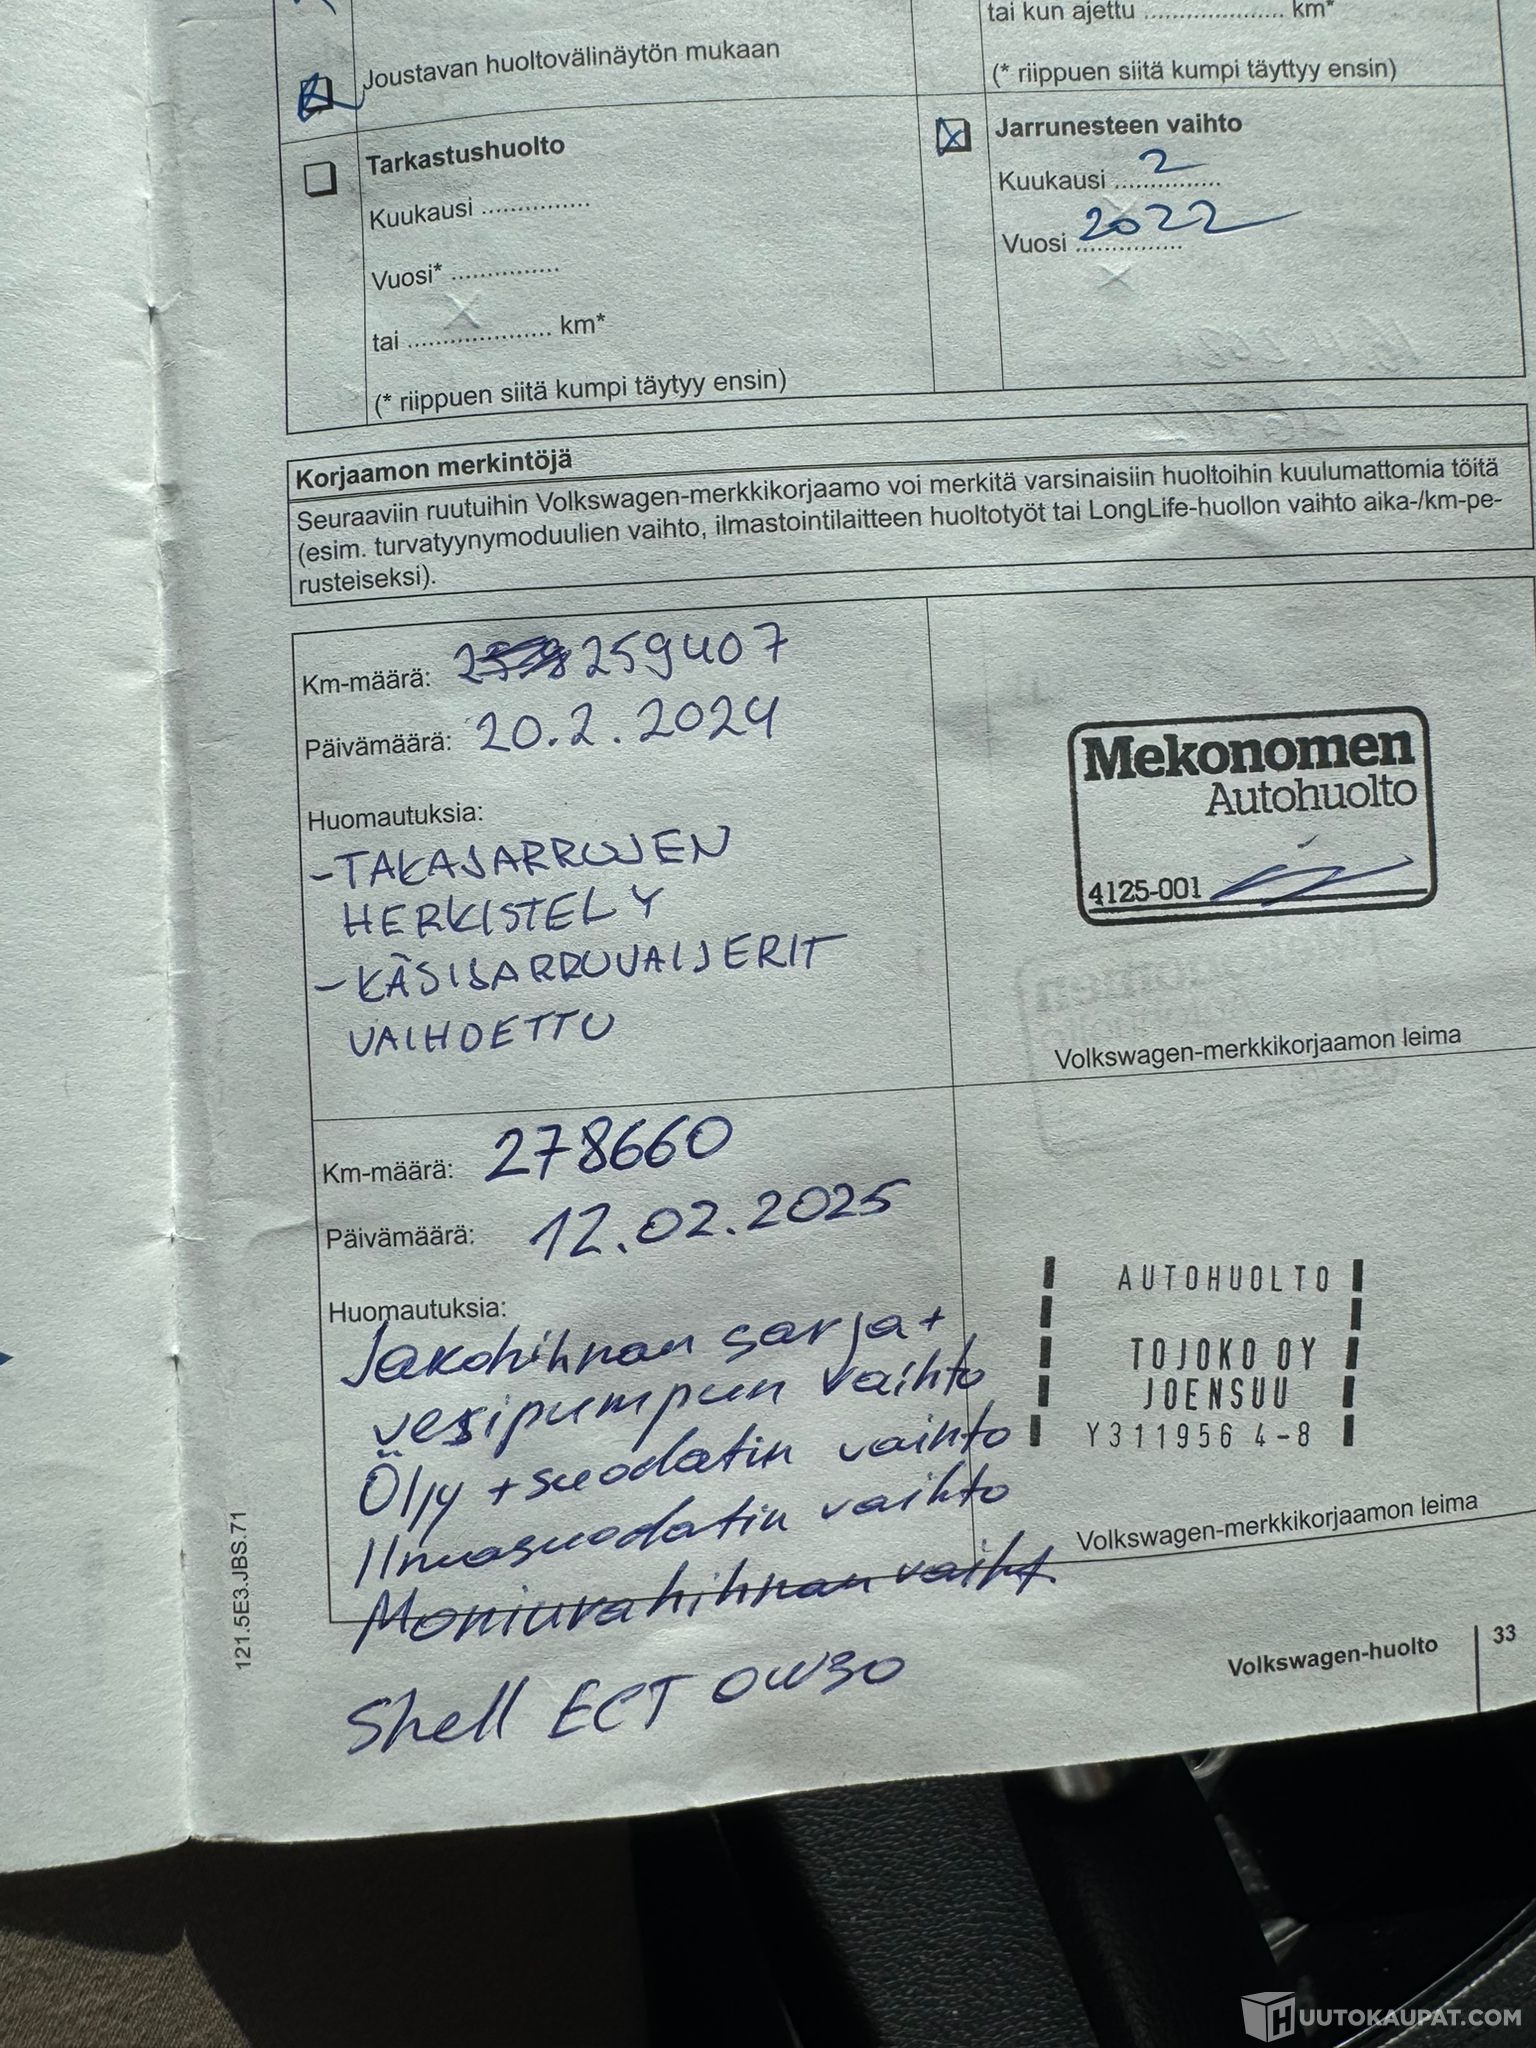 tai kun ajettu .................... km*
Joustavan huoltovälinäytön mukaan
(* riippuen siitä kumpi täyttyy ensin)
Tarkastushuolto
Kuukausi ...............
Vuosi* ...............
tai .................... km*
(* riippuen siitä kumpi täytyy ensin)
Jarrunesteen vaihto
Kuukausi ............... 2
Vuosi ............... 2022
Korjaamon merkintöjä
Seuraaviin ruutuihin Volkswagen-merkkikorjaamo voi merkitä varsinaisiin huoltoihin kuulumattomia töitä
(esim. turvatyynymoduulien vaihto, ilmastointilaitteen huoltotyöt tai LongLife-huollon vaihto aika-/km-pe-
rusteiseksi).
Km-määrä: 259407
Päivämäärä: 20.2.2024
Huomautuksia:
- TAKAJARRUJEN
HERKISTELY
- KÄSIJARRUVAIJERIT
VAIHDETTU
Mekonomen
Autohuolto
4125-001
Volkswagen-merkkikorjaamon leima
Km-määrä: 278660
Päivämäärä: 12.02.2025
Huomautuksia:
Jakohihnan sarja +
vesipumpun vaihto
Öljy + suodatin vaihto
Ilmasuodatin vaihto
Moniurahihnan vaiht.
Shell ECT 0W30
AUTOHUOLTO
TOJOKO OY
JOENSUU
Y311956 4-8
Volkswagen-merkkikorjaamon leima
121.5E3.JBS.71
Volkswagen-huolto 33
HUUTOKAUPAT.COM